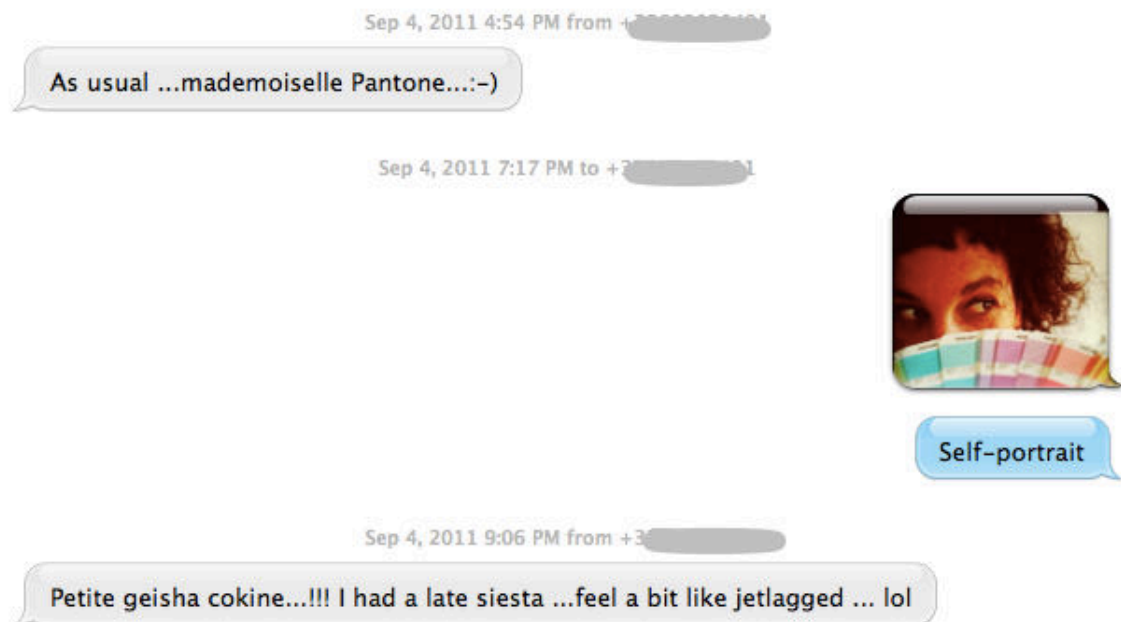 Sep 4, 2011 4:54 PM from +
As usual ...mademoiselle Pantone...:-)
Sep 4, 2011 7:17 PM to +3
Self-portrait
Sep 4, 2011 9:06 PM from +3
Petite geisha cokine...!!! I had a late siesta ...feel a bit like jetlagged ... lol